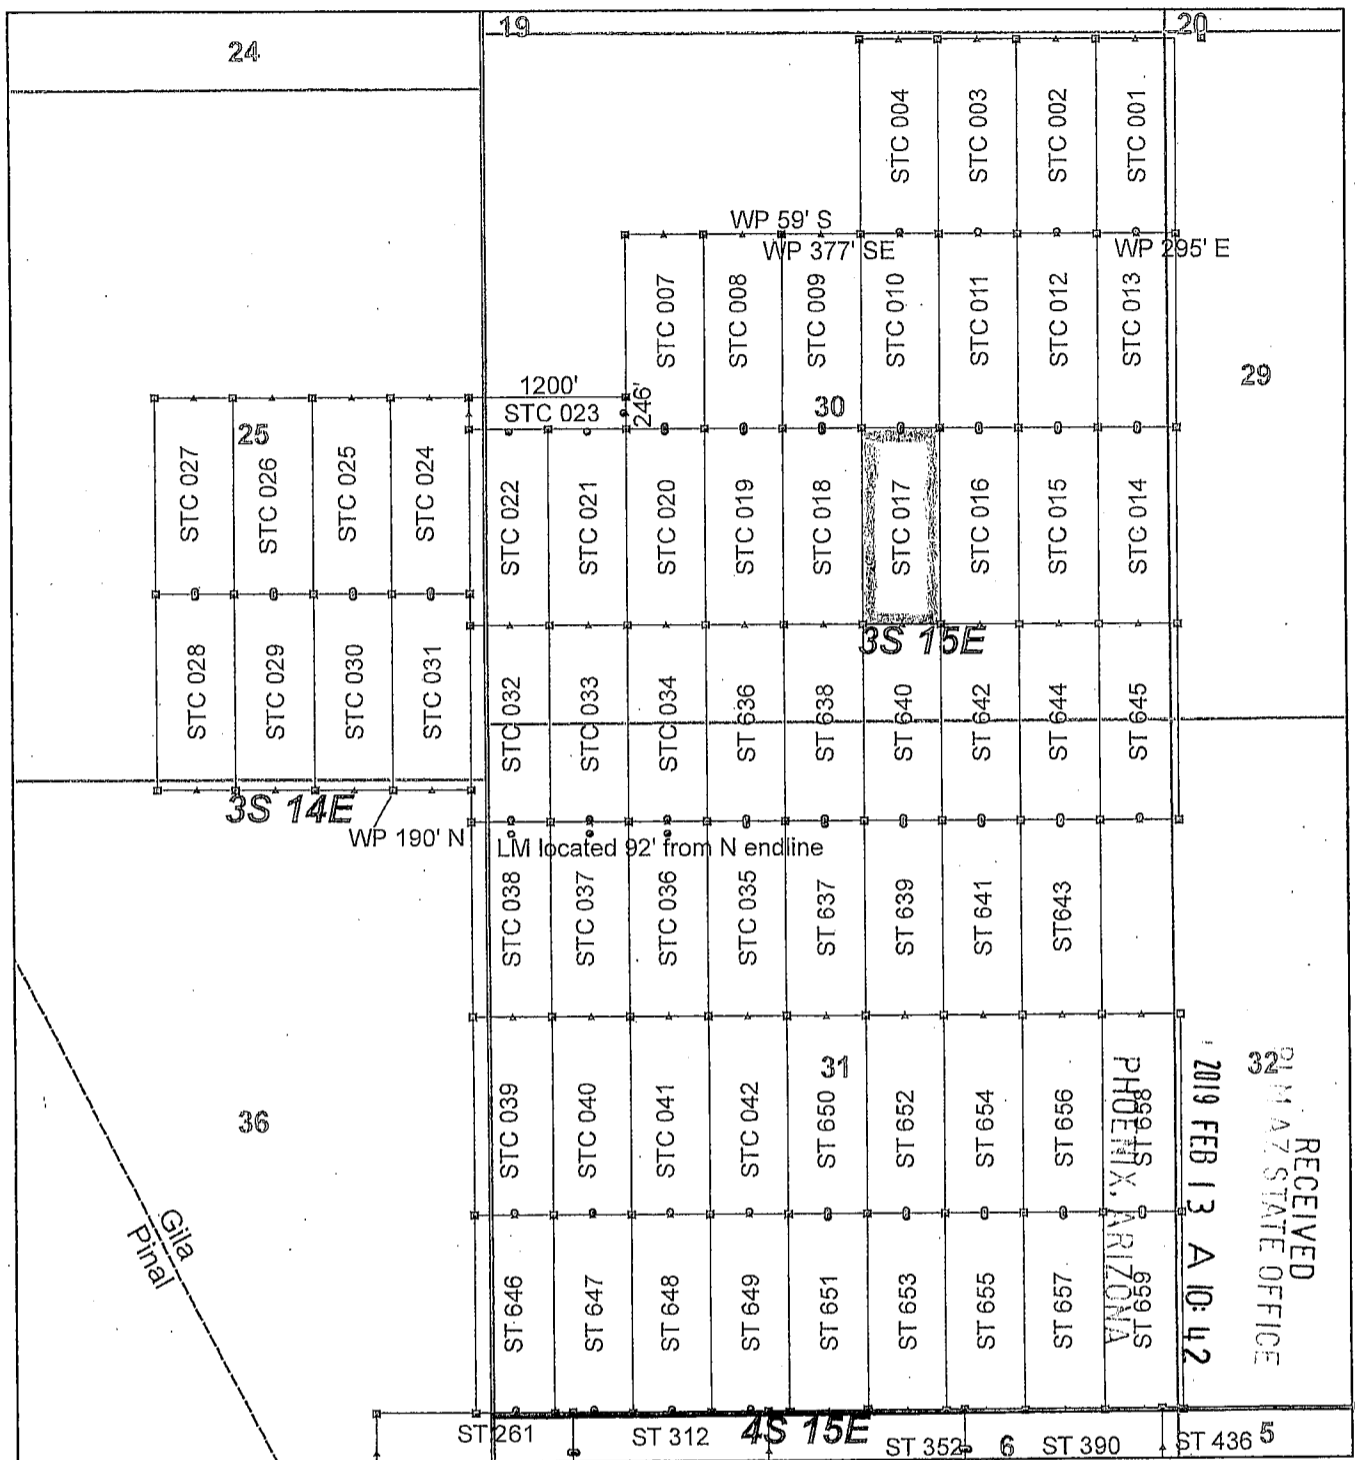 24
19
20
STC 004
STC 003
STC 002
STC 001
WP 59' S
WP 377' SE
WP 295' E
STC 007
STC 008
STC 009
STC 010
STC 011
STC 012
STC 013
29
1200'
STC 023
246'
30
25
STC 027
STC 026
STC 025
STC 024
STC 022
STC 021
STC 020
STC 019
STC 018
STC 017
STC 016
STC 015
STC 014
3S 15E
STC 028
STC 029
STC 030
STC 031
STC 032
STC 033
STC 034
ST 636
ST 638
ST 640
ST 642
ST 644
ST 645
3S 14E
WP 190' N
LM located 92' from N endline
STC 038
STC 037
STC 036
STC 035
ST 637
ST 639
ST 641
ST643
31
32
36
STC 039
STC 040
STC 041
STC 042
ST 650
ST 652
ST 654
ST 656
ST 658
Gila
Pinal
ST 646
ST 647
ST 648
ST 649
ST 651
ST 653
ST 655
ST 657
ST 659
RECEIVED
BLM AZ STATE OFFICE
2019 FEB 13 A 10:42
PHOENIX, ARIZONA
ST 261
ST 312
4S 15E
ST 352
6
ST 390
ST 436
5